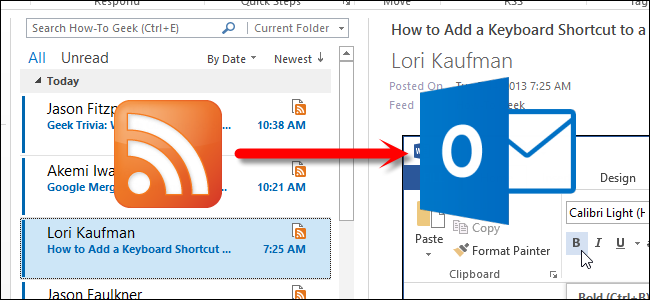 Respond
Quick Steps
Move
RSS
Tag
Search How-To Geek (Ctrl+E)
Current Folder
All Unread
By Date Newest
Today
Jason Fitzp
Geek Trivia: W ... 10:38 AM
Akemi Iwa
Google Merg ... 10:21 AM
Lori Kaufman
How to Add a Keyboard Shortcut ... 7:25 AM
Jason Faulkner
How to Add a Keyboard Shortcut to a
Lori Kaufman
Posted On 2013 7:25 AM
Feed
O
W
Design
Paste
Copy
Format Painter
Clipboard
Calibri Light (H
B I U a
Bold (Ctrl+B)